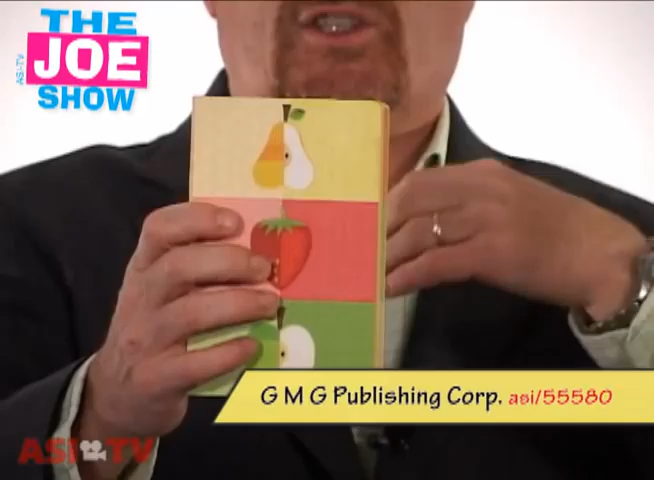 THE
ASI-TV
JOE
SHOW
G M G Publishing Corp. asi/55580
ASI TV